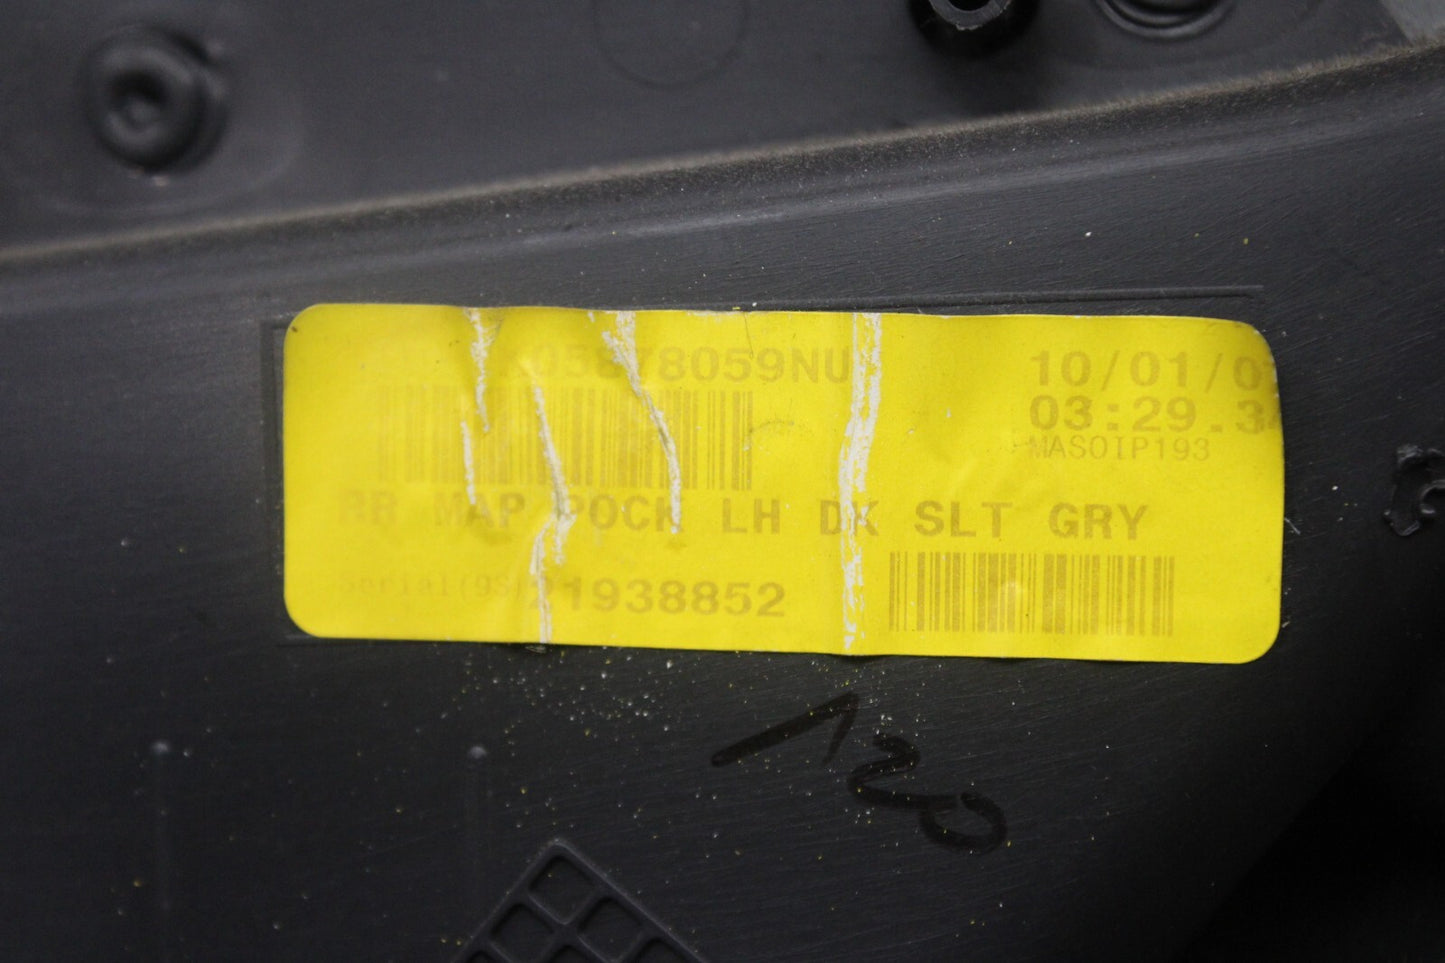 05878059NU
10/01/0
03:29.3
MASOIP193
RR MAP POCK LH DK SLT GRY
Serial(9S) 21938852
120